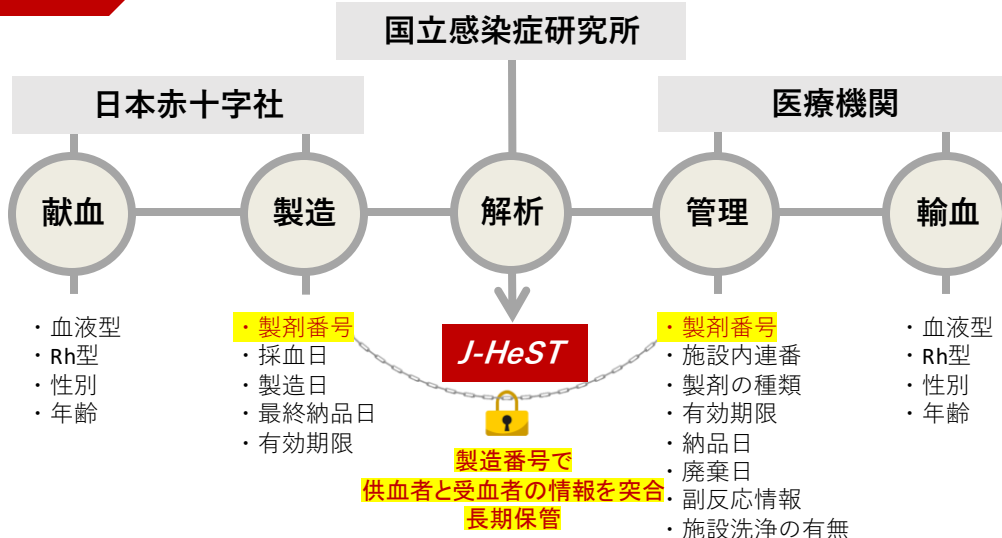 国立感染症研究所
日本赤十字社
医療機関
献血
製造
解析
管理
輸血
・血液型
・Rh型
・性別
・年齢
・製剤番号
・採血日
・製造日
・最終納品日
・有効期限
J-HeST
製造番号で
供血者と受血者の情報を突合
長期保管
・製剤番号
・施設内連番
・製剤の種類
・有効期限
・納品日
・廃棄日
・副反応情報
・施設洗浄の有無
・血液型
・Rh型
・性別
・年齢